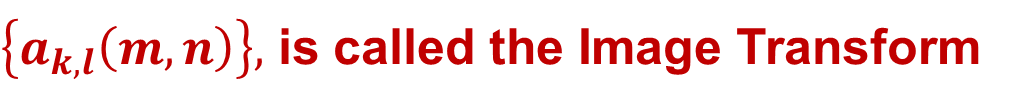 {a_{k,l}(m, n)}, is called the Image Transform